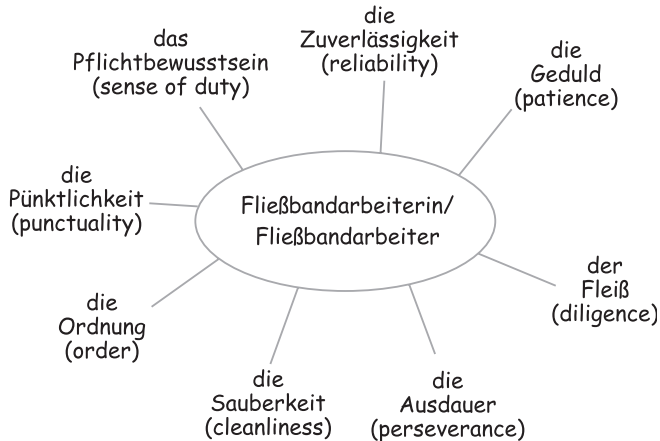 das
Pflichtbewusstsein
(sense of duty)
die
Zuverlässigkeit
(reliability)
die
Geduld
(patience)
die
Pünktlichkeit
(punctuality)
Fließbandarbeiterin/
Fließbandarbeiter
der
Fleiß
(diligence)
die
Ordnung
(order)
die
Sauberkeit
(cleanliness)
die
Ausdauer
(perseverance)